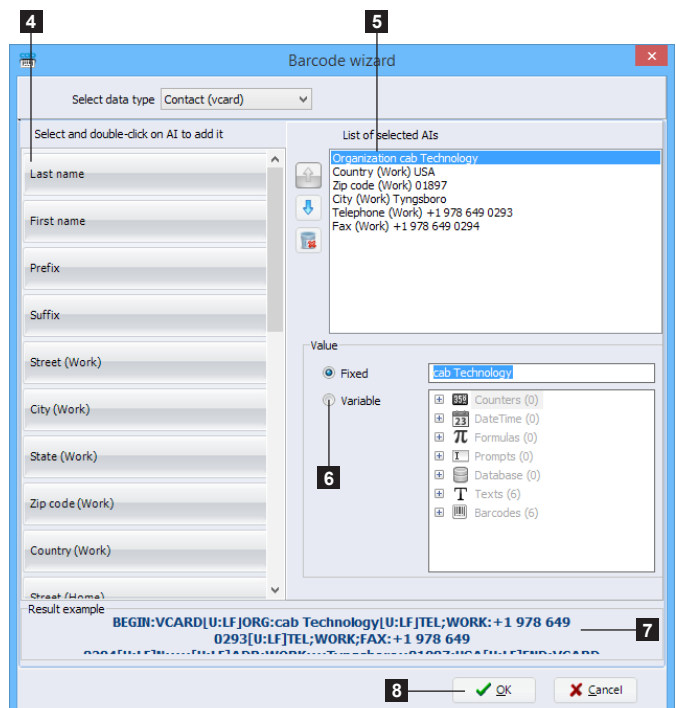 4
5
Barcode wizard
Select data type Contact (vcard)
Select and double-click on AI to add it
Last name
First name
Prefix
Suffix
Street (Work)
City (Work)
State (Work)
Zip code (Work)
Country (Work)
Street (Home)
List of selected AIs
Organization cab Technology
Country (Work) USA
Zip code (Work) 01897
City (Work) Tyngsboro
Telephone (Work) +1 978 649 0293
Fax (Work) +1 978 649 0294
Value
Fixed
cab Technology
Variable
Counters (0)
DateTime (0)
Formulas (0)
Prompts (0)
Database (0)
Texts (6)
Barcodes (6)
6
Result example
BEGIN:VCARD[U:LF]ORG:cab Technology[U:LF]TEL;WORK:+1 978 649
0293[U:LF]TEL;WORK;FAX:+1 978 649
7
8
OK
Cancel